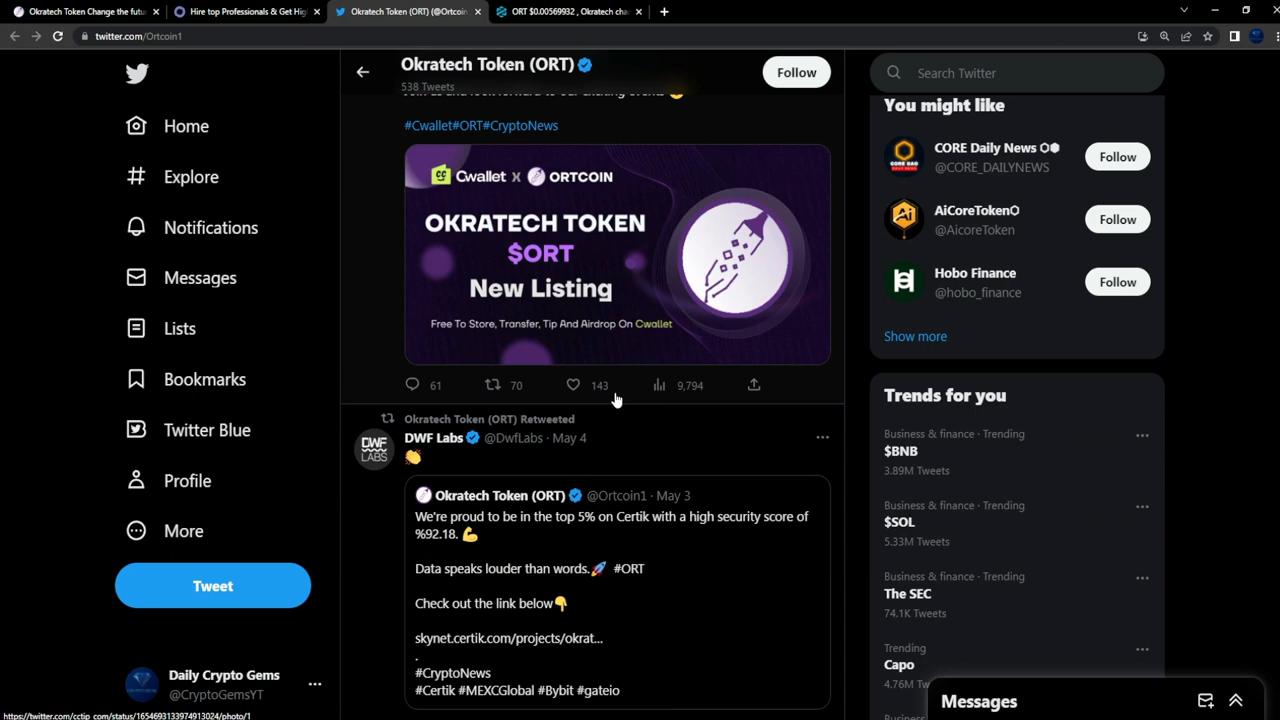 Okratech Token Change the futu
Hire top Professionals & Get Hig
Okratech Token (ORT) (@Ortcoin
ORT $0.00569932 , Okratech cha
twitter.com/Ortcoin1
Home
Explore
Notifications
Messages
Lists
Bookmarks
Twitter Blue
Profile
More
Tweet
Daily Crypto Gems
@CryptoGemsYT
https://twitter.com/cctip_com/status/1654693133974913024/photo/1
Okratech Token (ORT)
538 Tweets
Follow
#Cwallet#ORT#CryptoNews
Cwallet X ORTCOIN
OKRATECH TOKEN
$ORT
New Listing
Free To Store, Transfer, Tip And Airdrop On Cwallet
61 70 143 9,794
Okratech Token (ORT) Retweeted
DWF Labs @DwfLabs · May 4
👏
DWF
LABS
Okratech Token (ORT) @Ortcoin1 · May 3
We're proud to be in the top 5% on Certik with a high security score of
%92.18. 💪
Data speaks louder than words.🚀 #ORT
Check out the link below👇
skynet.certik.com/projects/okrat...
.
#CryptoNews
#Certik #MEXCGlobal #Bybit #gateio
Search Twitter
You might like
CORE Daily News
@CORE_DAILYNEWS
Follow
AiCoreToken
@AicoreToken
Follow
Hobo Finance
@hobo_finance
Follow
Show more
Trends for you
Business & finance · Trending
$BNB
3.89M Tweets
Business & finance · Trending
$SOL
5.33M Tweets
Business & finance · Trending
The SEC
74.1K Tweets
Trending
Capo
4.76M Tw
Messages